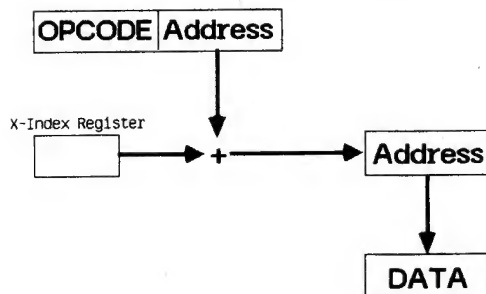 OPCODE Address
X-Index Register
+
Address
DATA